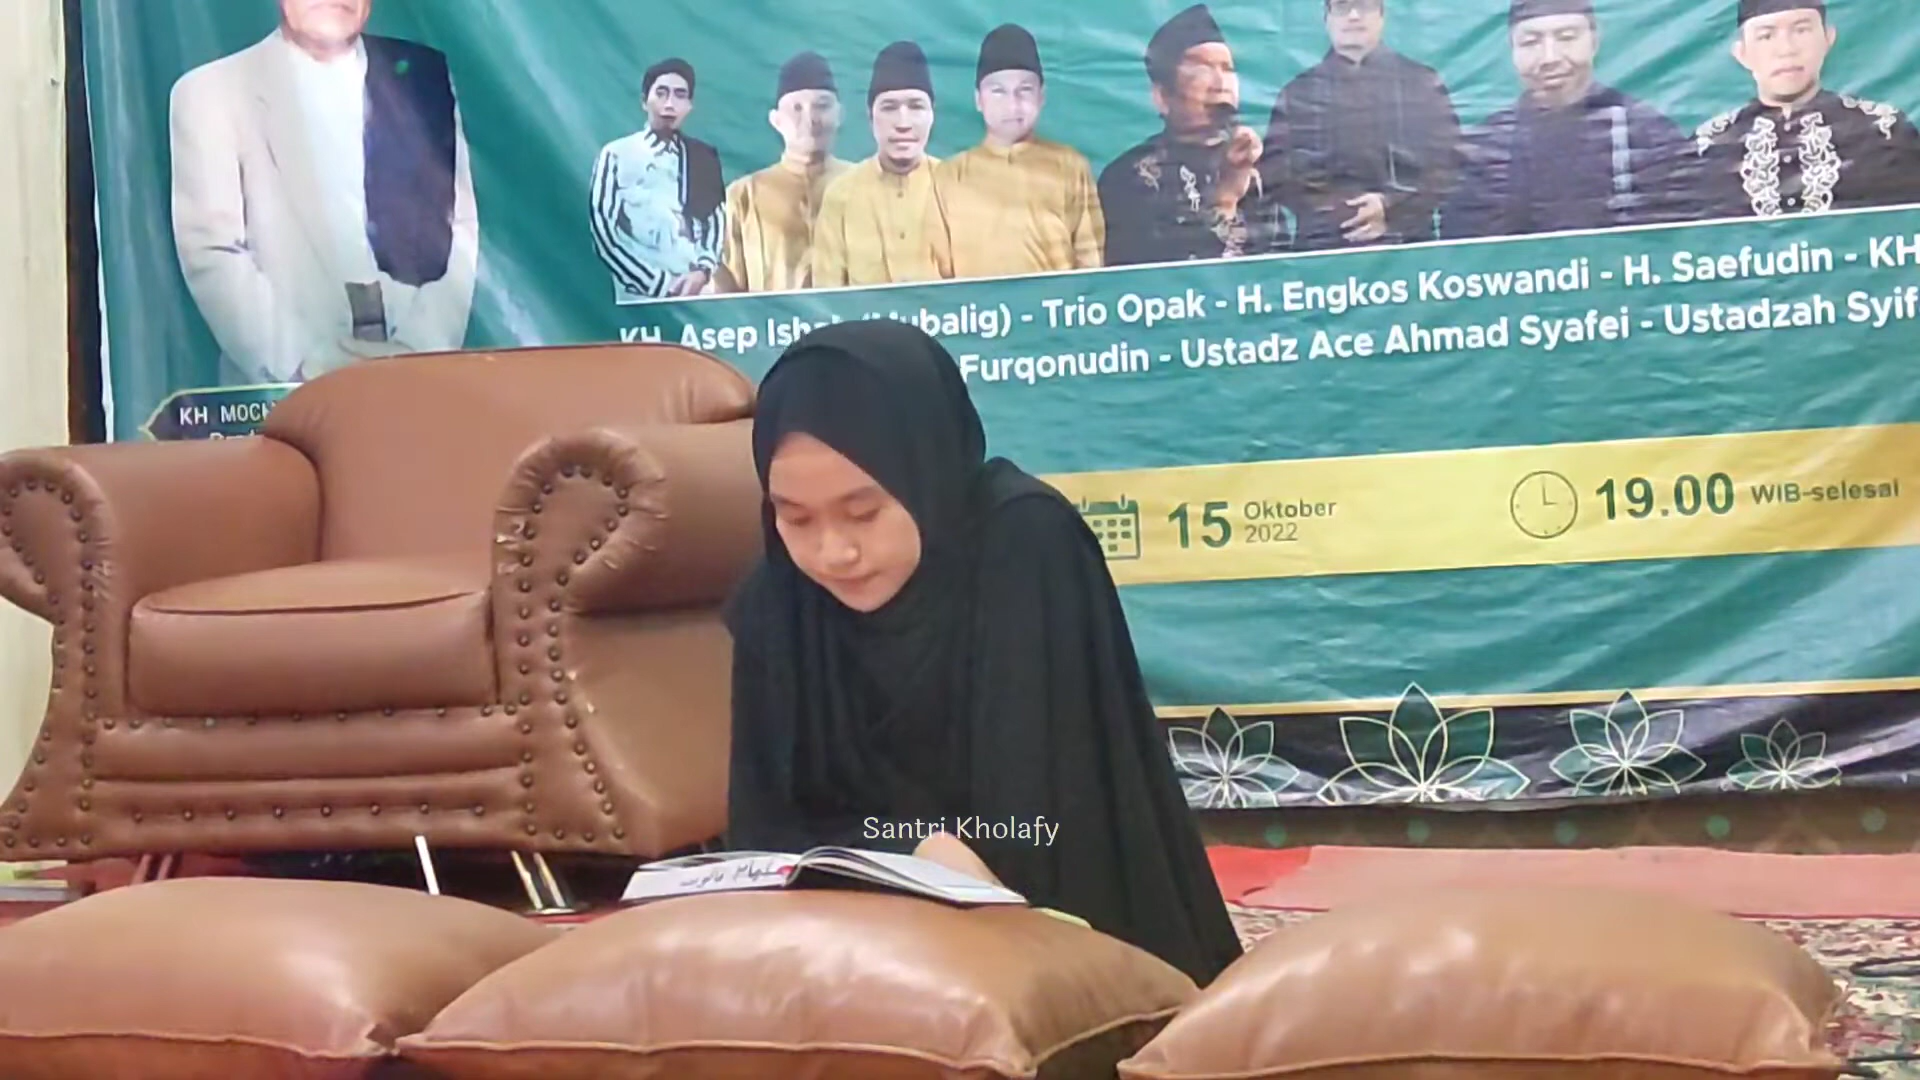 KH. Asep (Mubalig) - Trio Opak - H. Engkos Koswandi - H. Saefudin - KH
Furqonudin - Ustadz Ace Ahmad Syafei - Ustadzah Syif
KH MOCH
15 Oktober 2022
19.00 WIB-selesai
Santri Kholafy